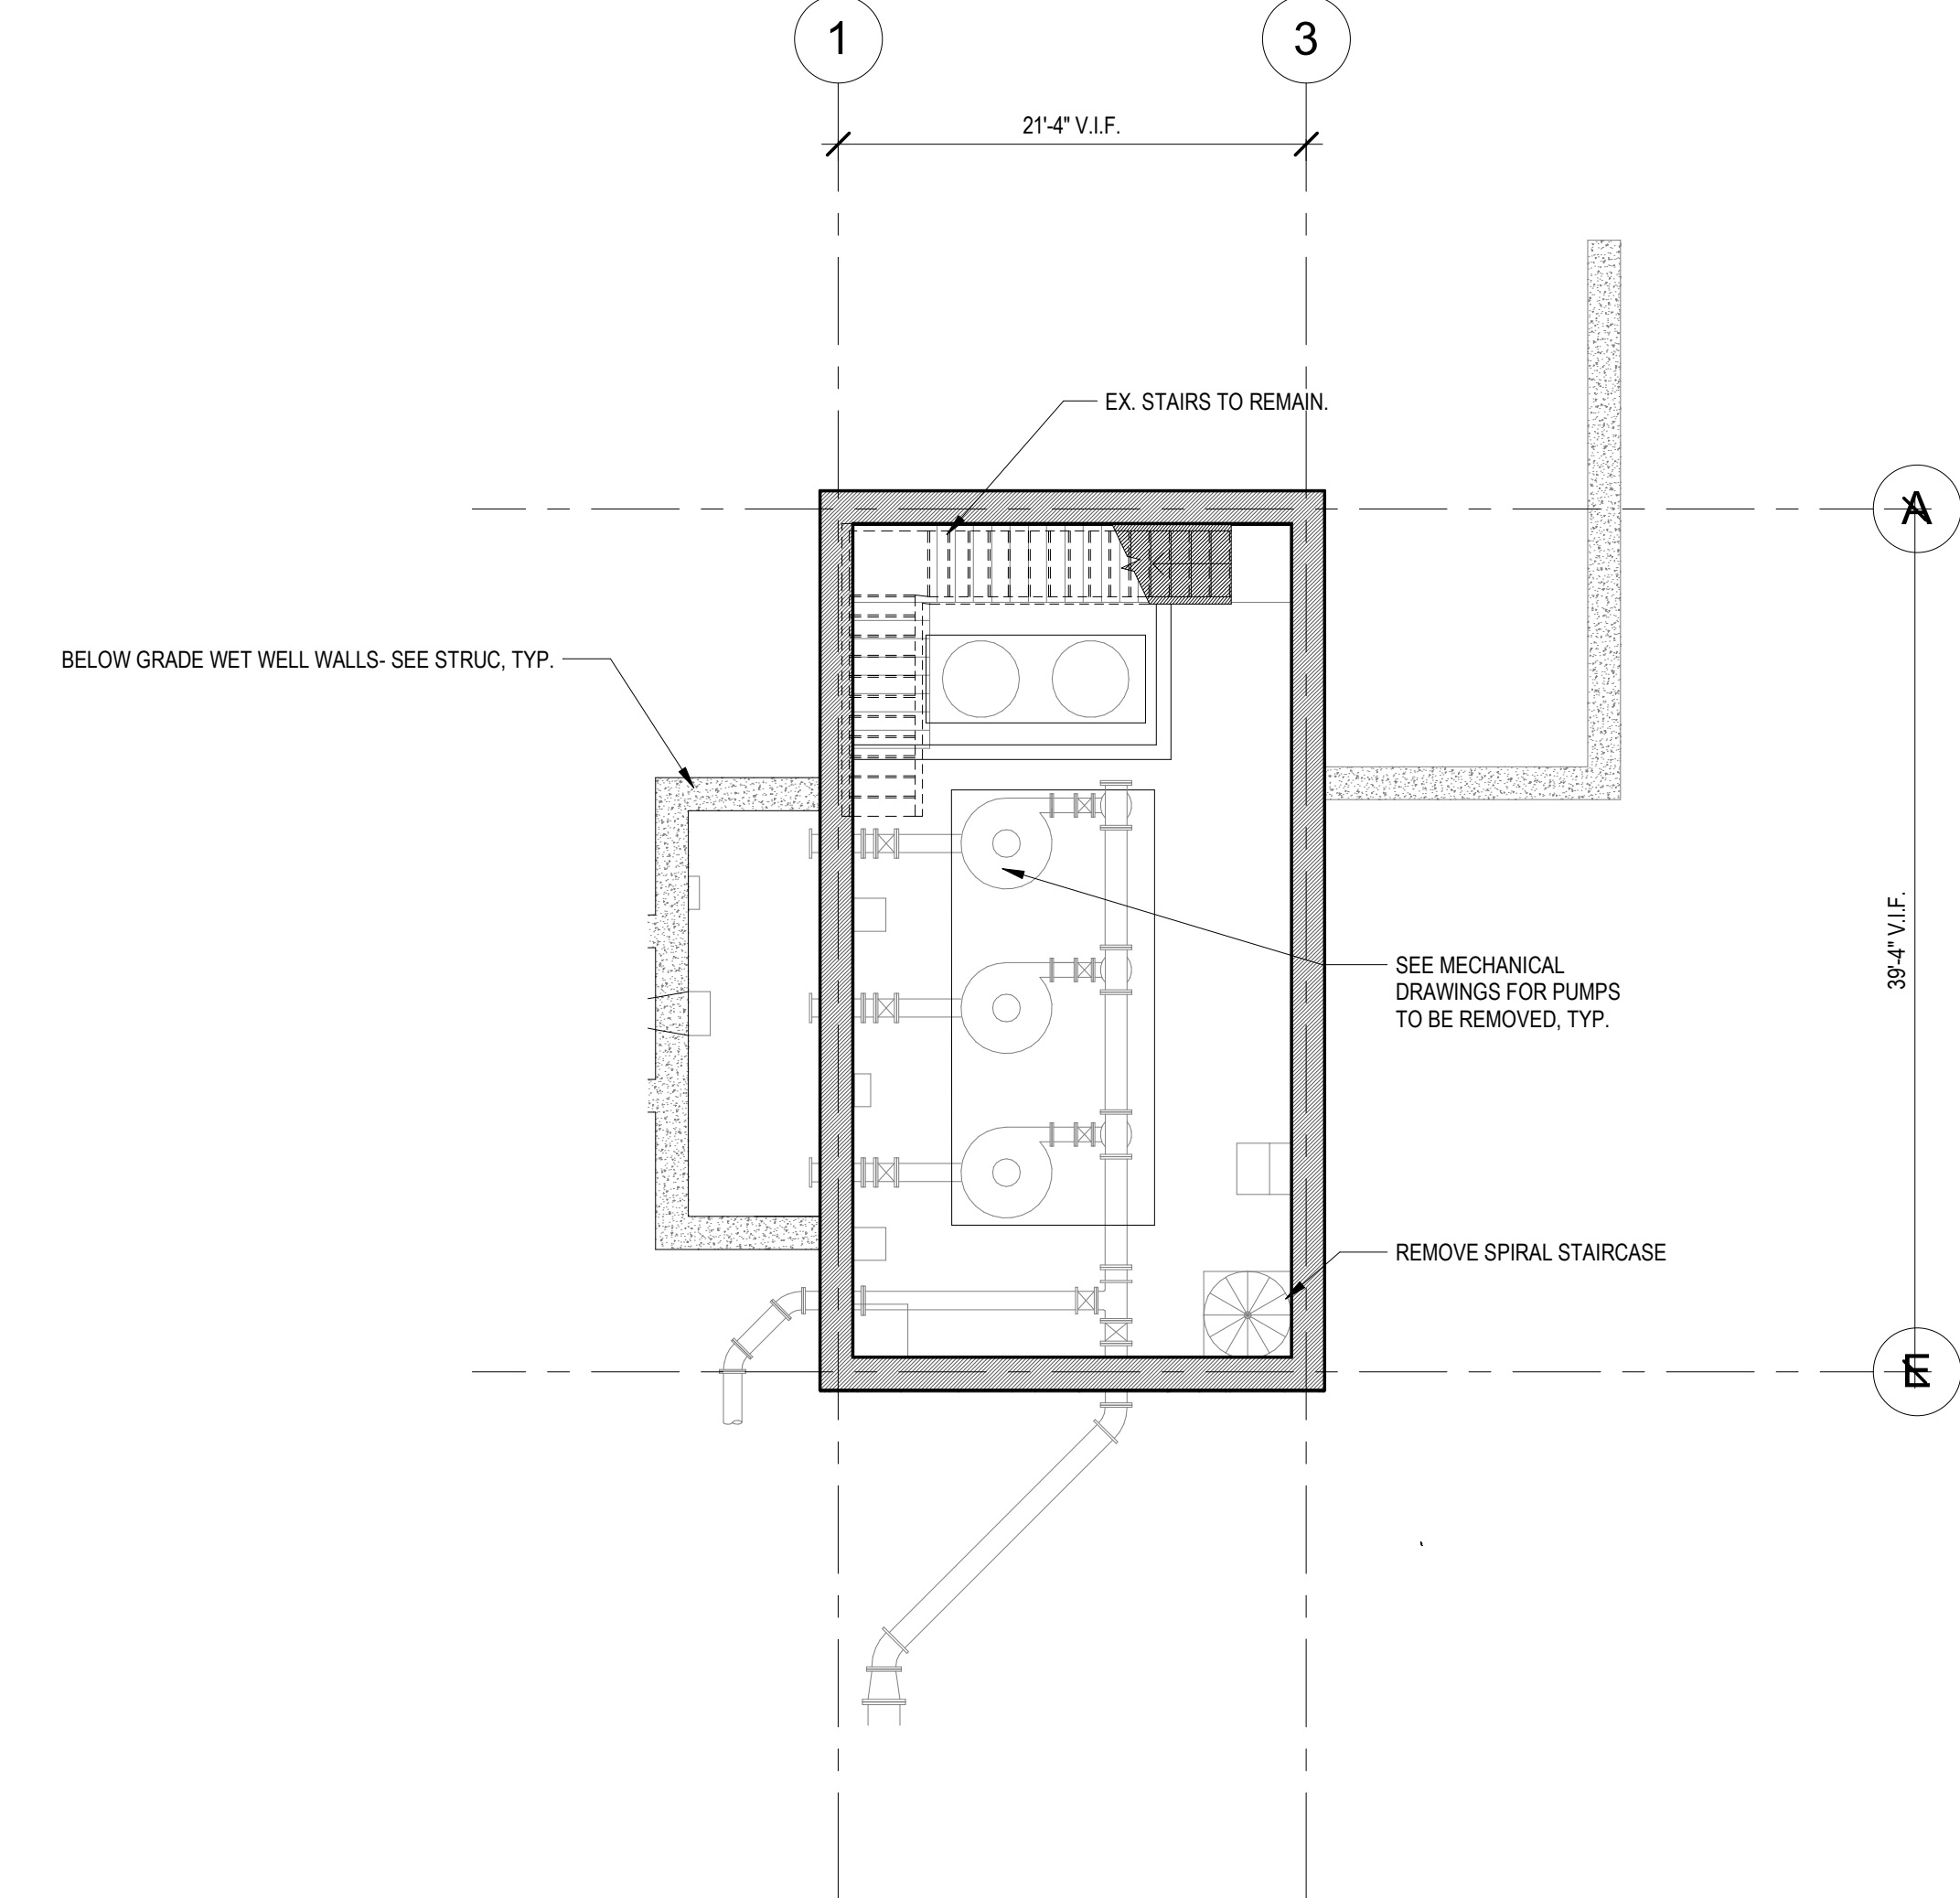 1
3
21'-4" V.I.F.
EX. STAIRS TO REMAIN.
A
BELOW GRADE WET WELL WALLS- SEE STRUC, TYP.
39'-4" V.I.F.
SEE MECHANICAL
DRAWINGS FOR PUMPS
TO BE REMOVED, TYP.
REMOVE SPIRAL STAIRCASE
E